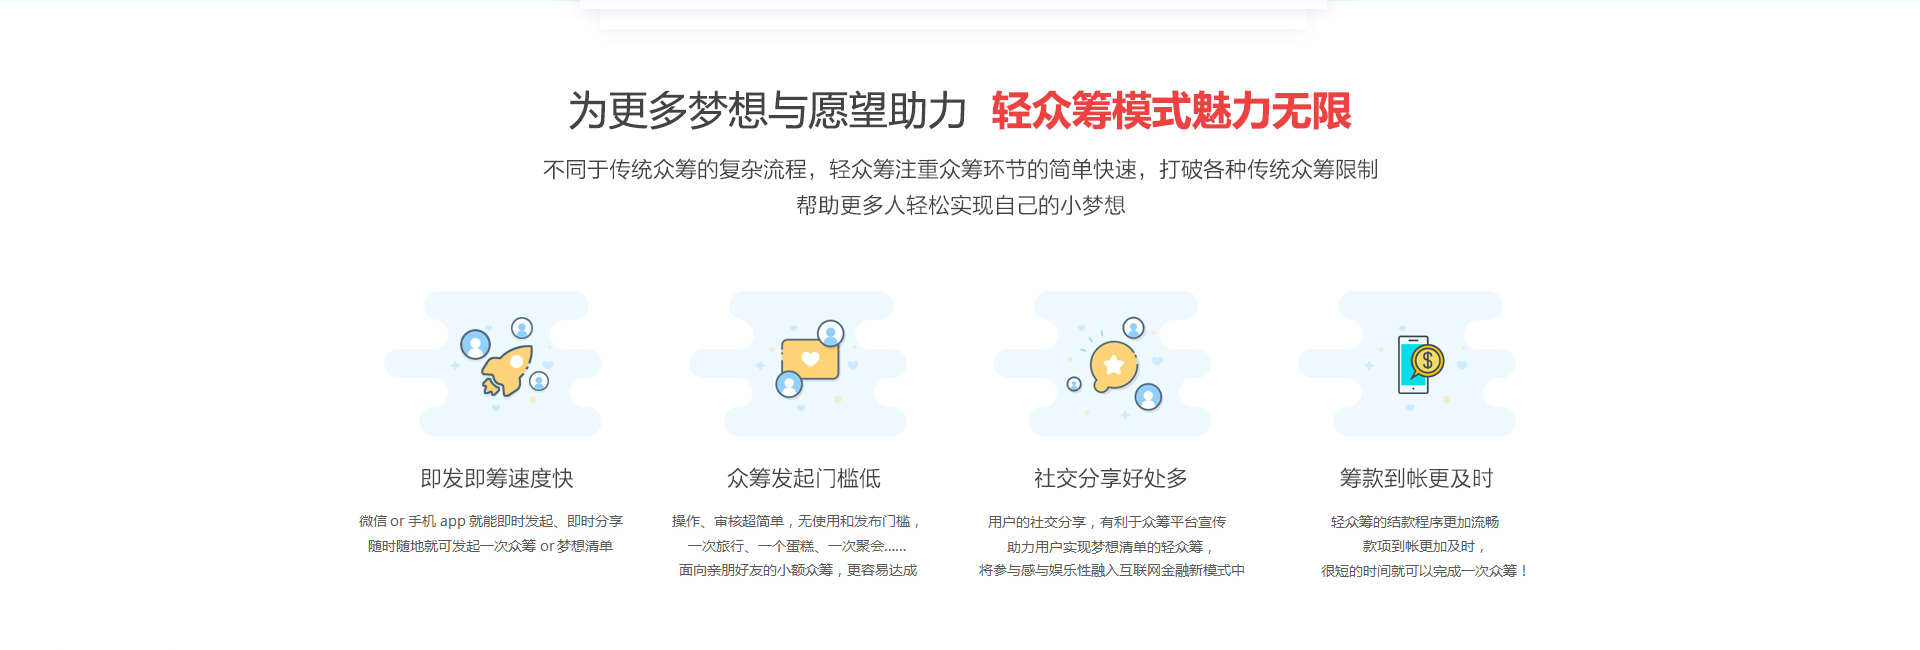 为更多梦想与愿望助力 轻众筹模式魅力无限
不同于传统众筹的复杂流程，轻众筹注重众筹环节的简单快速，打破各种传统众筹限制
帮助更多人轻松实现自己的小梦想
即发即筹速度快
微信 or 手机 app 就能即时发起、即时分享
随时随地就可发起一次众筹 or 梦想清单
众筹发起门槛低
操作、审核超简单，无使用和发布门槛，
一次旅行、一个蛋糕、一次聚会......
面向亲朋好友的小额众筹，更容易达成
社交分享好处多
用户的社交分享，有利于众筹平台宣传
助力用户实现梦想清单的轻众筹，
将参与感与娱乐性融入互联网金融新模式中
$
筹款到帐更及时
轻众筹的结款程序更加流畅
款项到帐更加及时，
很短的时间就可以完成一次众筹！